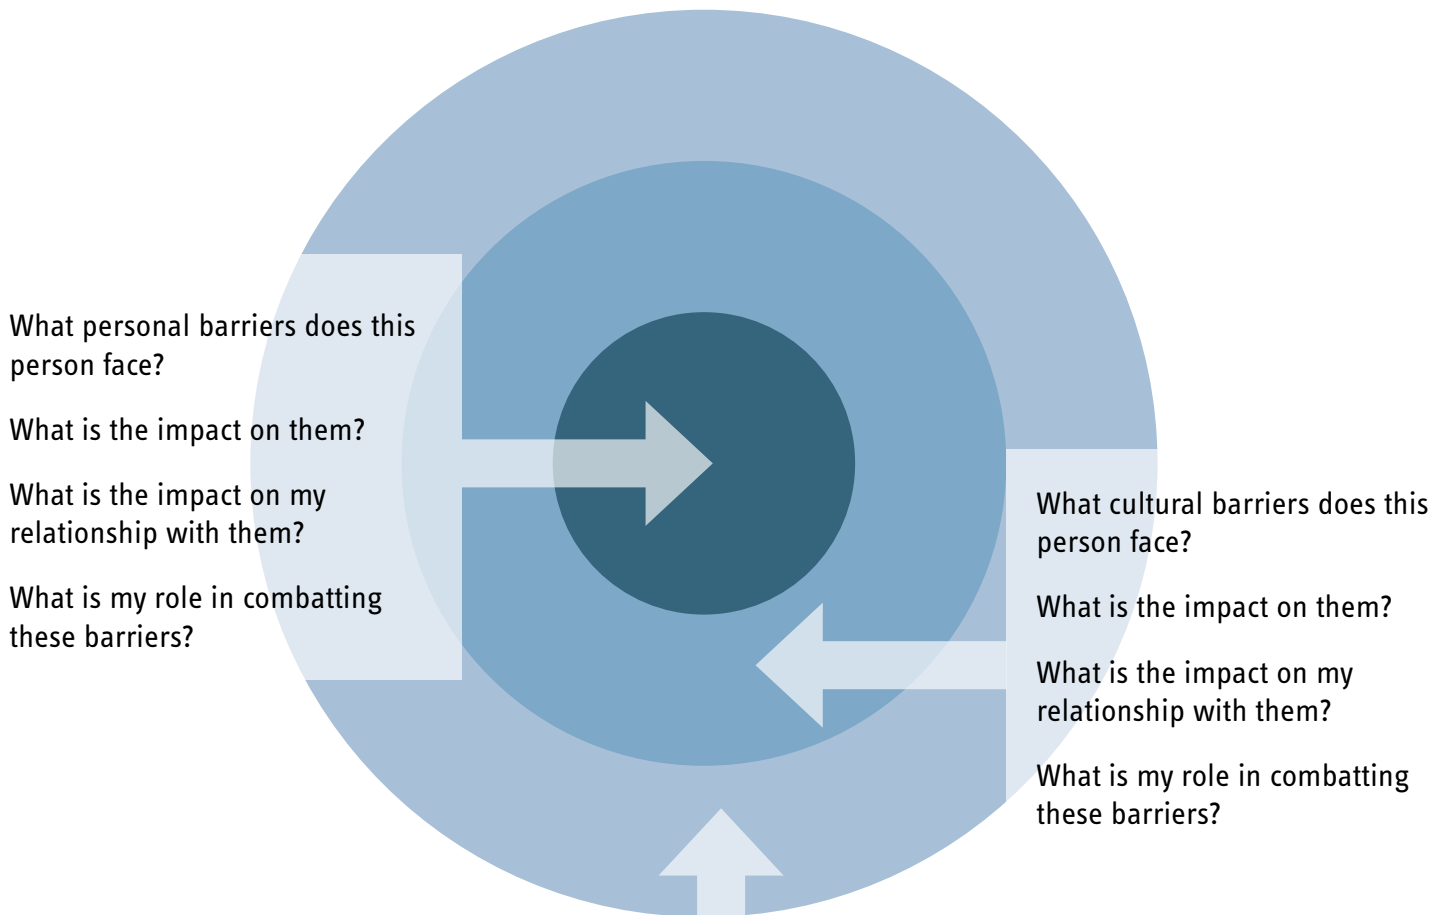 What personal barriers does this
person face?
What is the impact on them?
What is the impact on my
relationship with them?
What is my role in combatting
these barriers?
What cultural barriers does this
person face?
What is the impact on them?
What is the impact on my
relationship with them?
What is my role in combatting
these barriers?